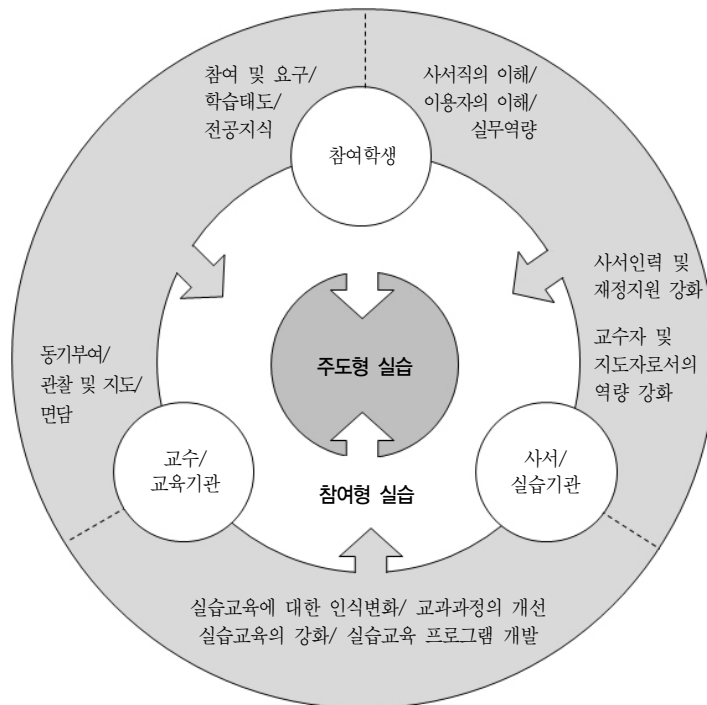 참여 및 요구/
학습태도/
전공지식
사서직의 이해/
이용자의 이해/
실무역량
참여학생
사서인력 및
재정지원 강화
교수자 및
지도자로서의
역량 강화
동기부여/
관찰 및 지도/
면담
주도형 실습
교수/
교육기관
사서/
실습기관
참여형 실습
실습교육에 대한 인식변화/ 교과과정의 개선
실습교육의 강화/ 실습교육 프로그램 개발